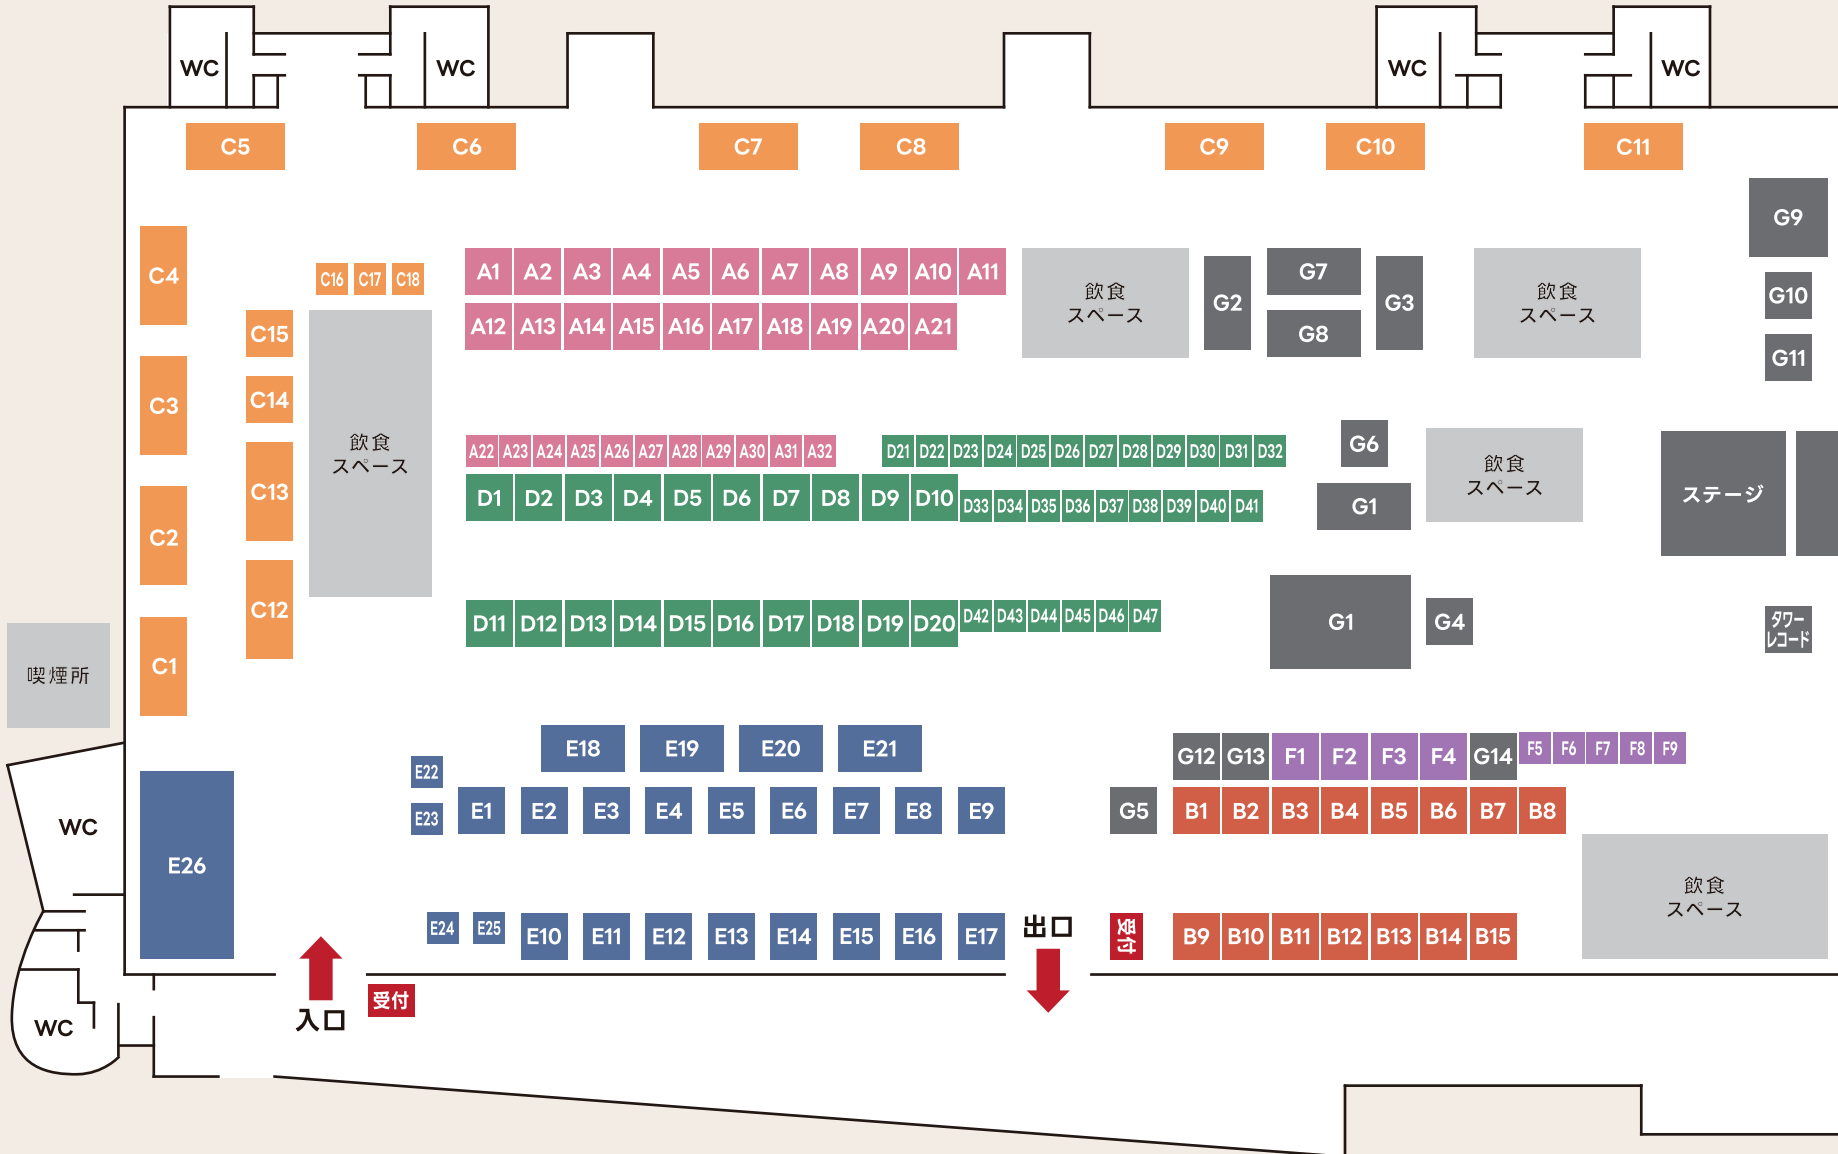 WC
WC
WC
WC
C5
C6
C7
C8
C9
C10
C11
G9
C4
C16
C17
C18
A1
A2
A3
A4
A5
A6
A7
A8
A9
A10
A11
飲食
スペース
G2
G7
G3
飲食
スペース
G10
C15
A12
A13
A14
A15
A16
A17
A18
A19
A20
A21
G8
G11
C3
C14
飲食
スペース
A22
A23
A24
A25
A26
A27
A28
A29
A30
A31
A32
D21
D22
D23
D24
D25
D26
D27
D28
D29
D30
D31
D32
G6
飲食
スペース
C13
D1
D2
D3
D4
D5
D6
D7
D8
D9
D10
D33
D34
D35
D36
D37
D38
D39
D40
D41
G1
ステージ
C2
C12
D11
D12
D13
D14
D15
D16
D17
D18
D19
D20
D42
D43
D44
D45
D46
D47
G1
G4
タワー
レコード
喫煙所
C1
E18
E19
E20
E21
G12
G13
F1
F2
F3
F4
G14
F5
F6
F7
F8
F9
E22
E23
E1
E2
E3
E4
E5
E6
E7
E8
E9
G5
B1
B2
B3
B4
B5
B6
B7
B8
WC
E26
飲食
スペース
E24
E25
E10
E11
E12
E13
E14
E15
E16
E17
出口
受付
B9
B10
B11
B12
B13
B14
B15
入口
受付
WC